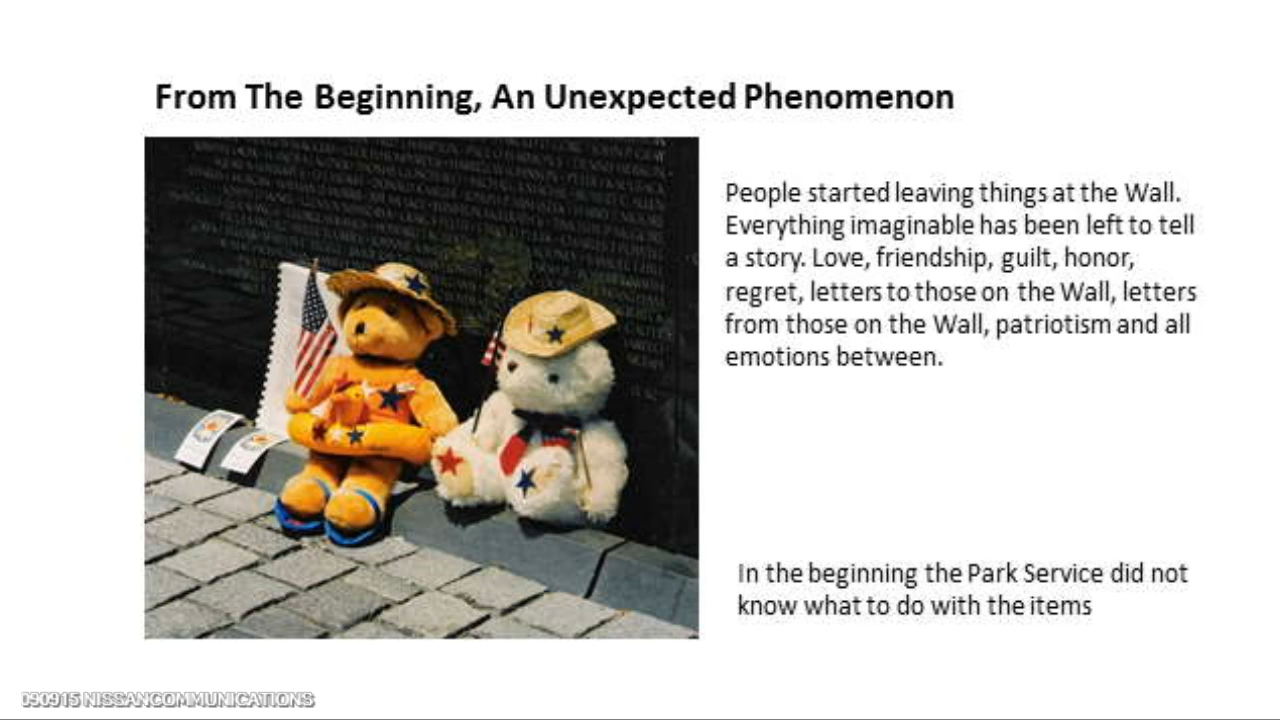 From The Beginning, An Unexpected Phenomenon
People started leaving things at the Wall.
Everything imaginable has been left to tell
a story. Love, friendship, guilt, honor,
regret, letters to those on the Wall, letters
from those on the Wall, patriotism and all
emotions between.
In the beginning the Park Service did not
know what to do with the items
090915 NISSANCOMMUNICATIONS